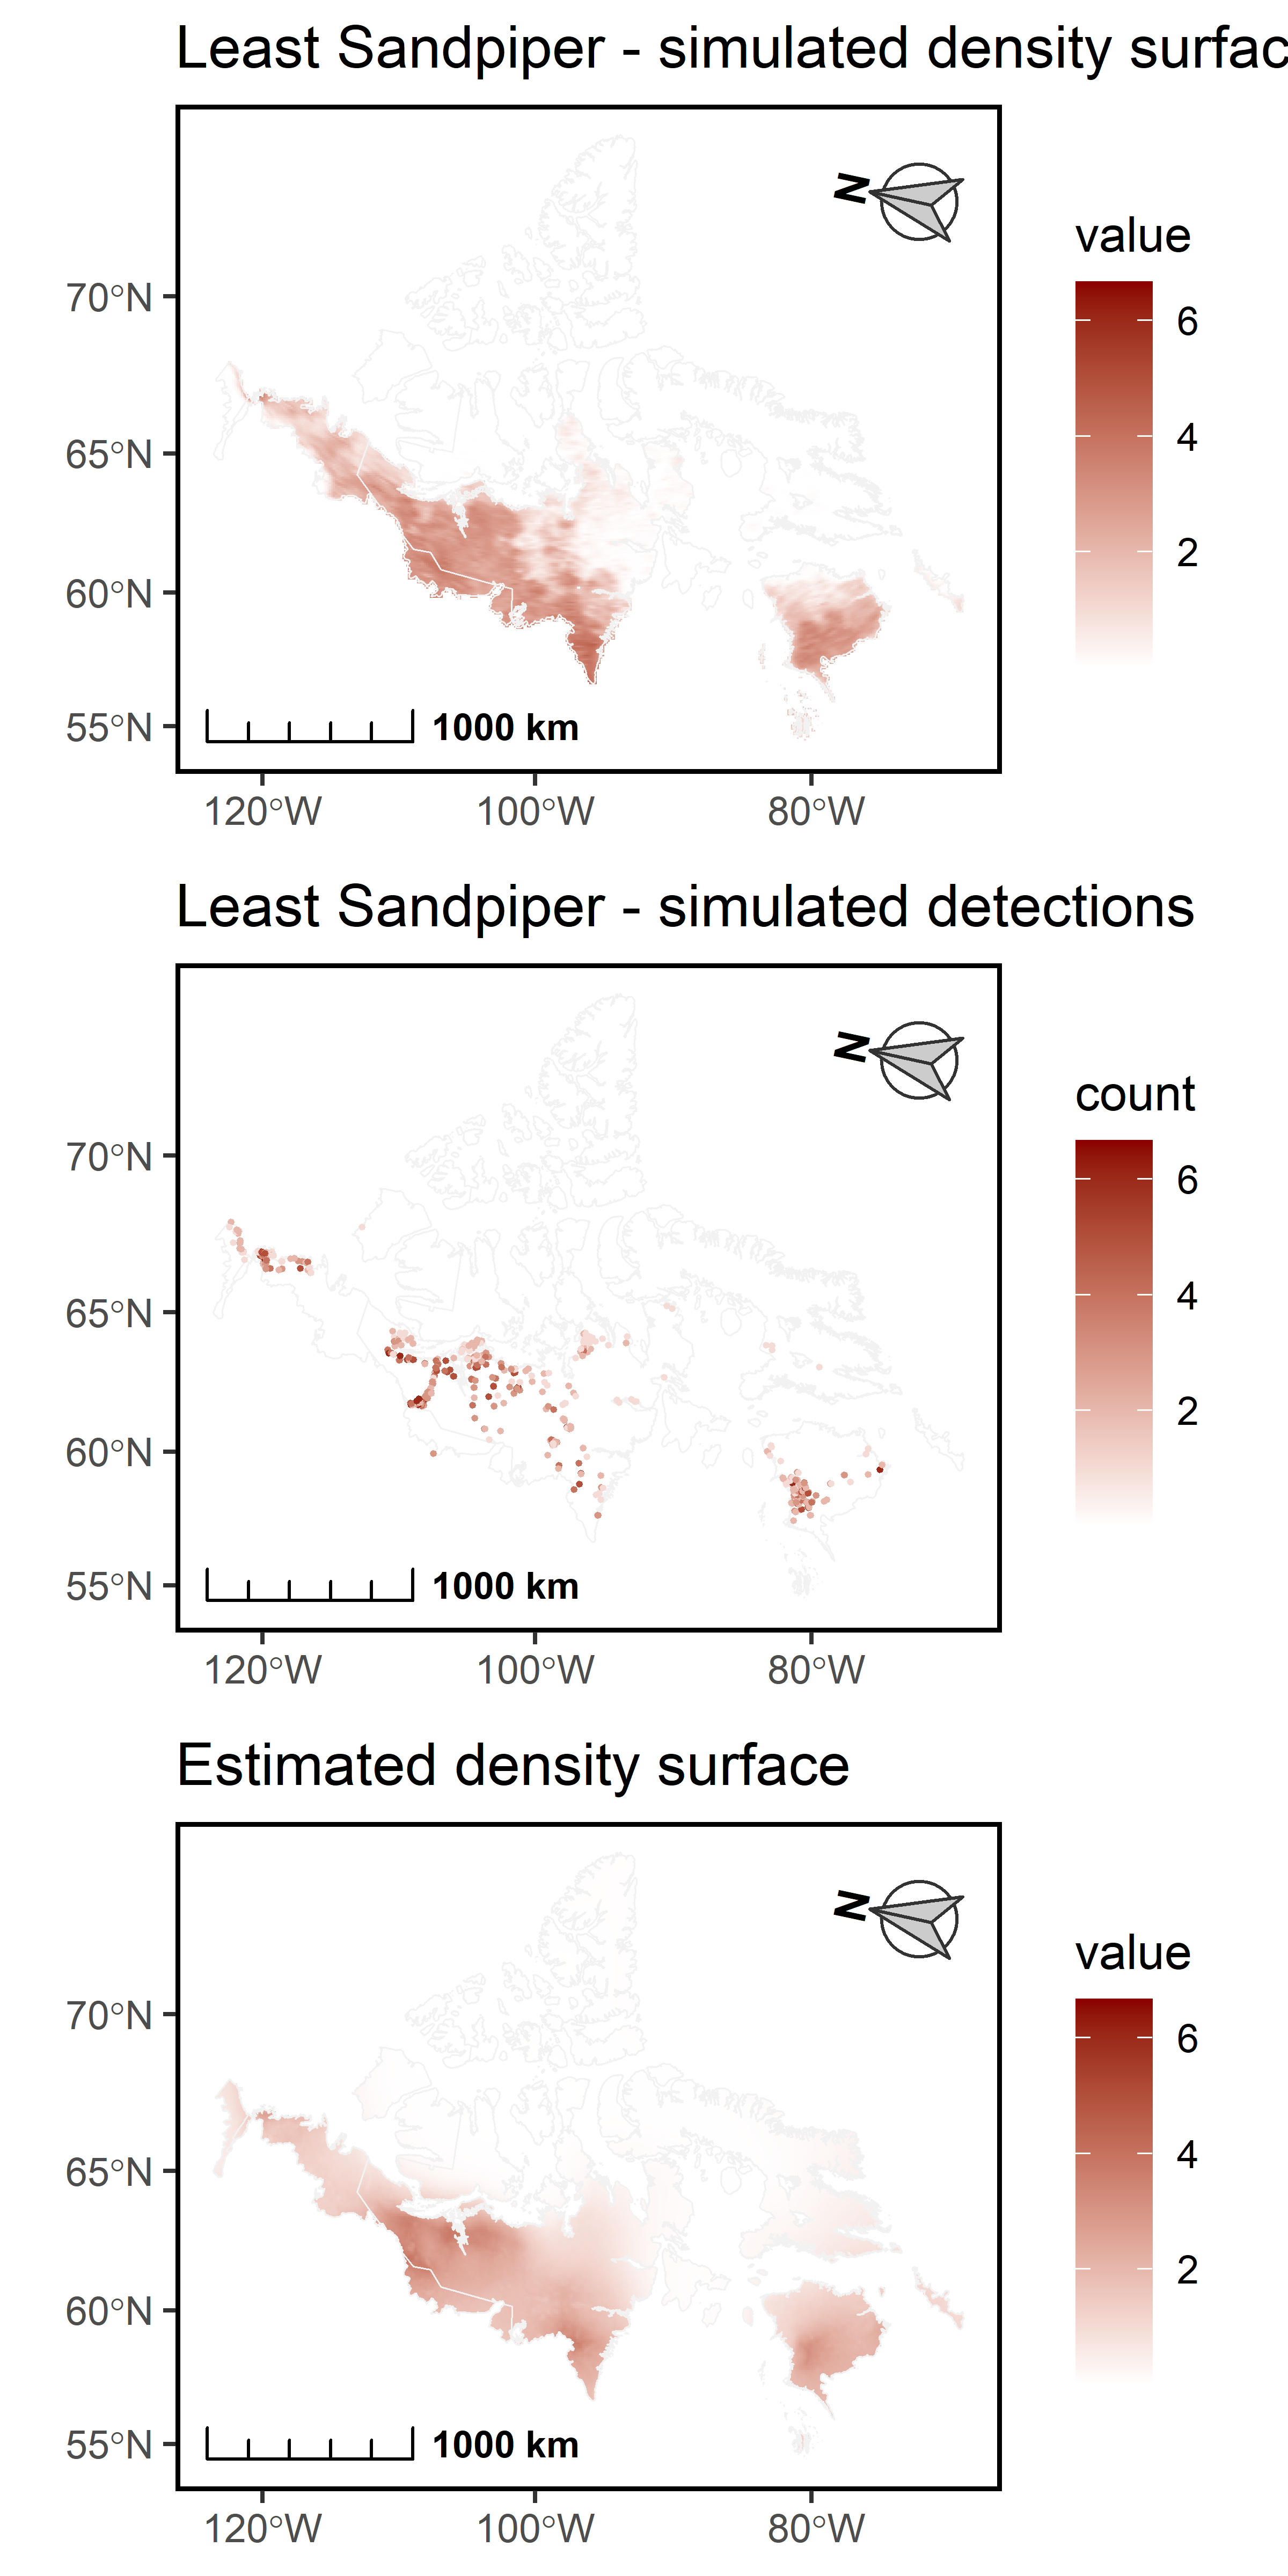 Least Sandpiper - simulated density surfac
N
value
6
4
2
70°N
65°N
60°N
55°N
1000 km
120°W 100°W 80°W
Least Sandpiper - simulated detections
N
count
6
4
2
70°N
65°N
60°N
55°N
1000 km
120°W 100°W 80°W
Estimated density surface
N
value
6
4
2
70°N
65°N
60°N
55°N
1000 km
120°W 100°W 80°W